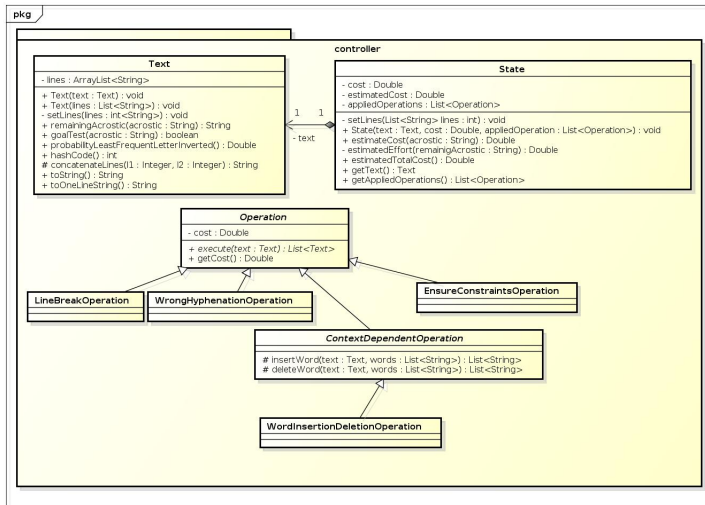 pkg
controller
Text
- lines : ArrayList<String>
+ Text(text : Text) : void
+ Text(lines : List<String>) : void
- setLines(lines : int<String>) : void
+ remainingAcrostic(acrostic : String) : String
+ goalTest(acrostic : String) : boolean
+ probabilityLeastFrequentLetterInverted() : Double
+ hashCode() : int
# concatenateLines(l1 : Integer, l2 : Integer) : String
+ toString() : String
+ toOneLineString() : String
1 1
- text
State
- cost : Double
- estimatedCost : Double
- appliedOperations : List<Operation>
- setLines(List<String> lines : int) : void
+ State(text : Text, cost : Double, appliedOperation : List<Operation>) : void
+ estimateCost(acrostic : String) : Double
- estimatedEffort(remainigAcrostic : String) : Double
+ estimatedTotalCost() : Double
+ getText() : Text
+ getAppliedOperations() : List<Operation>
Operation
- cost : Double
+ execute(text : Text) : List<Text>
+ getCost() : Double
LineBreakOperation
WrongHyphenationOperation
EnsureConstraintsOperation
ContextDependentOperation
# insertWord(text : Text, words : List<String>) : List<String>
# deleteWord(text : Text, words : List<String>) : List<String>
WordInsertionDeletionOperation